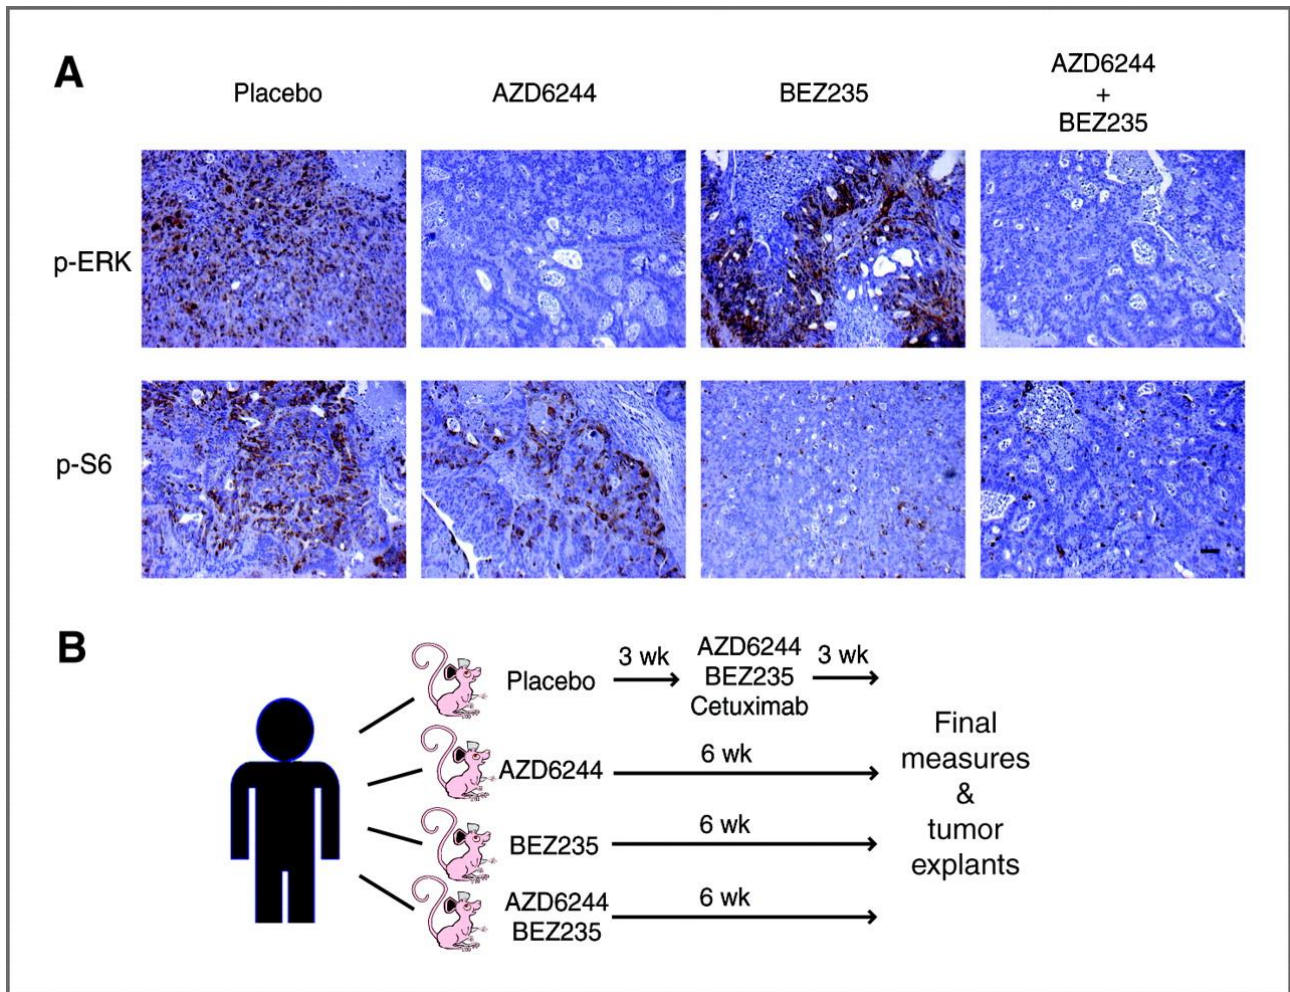 A
Placebo
AZD6244
BEZ235
AZD6244
+
BEZ235
p-ERK
p-S6
B
Placebo
3 wk
AZD6244
BEZ235
Cetuximab
3 wk
AZD6244
6 wk
BEZ235
6 wk
AZD6244
BEZ235
6 wk
Final
measures
&
tumor
explants